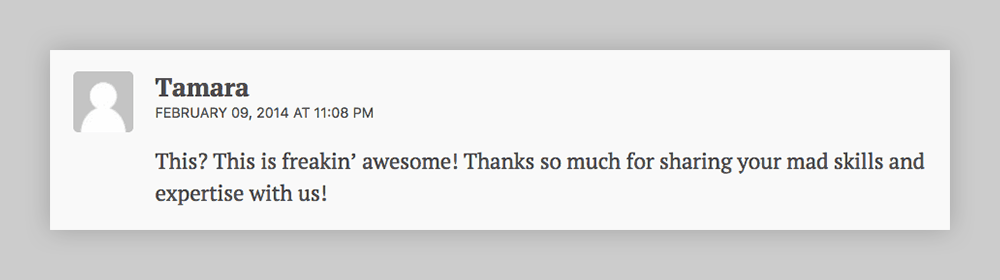 Tamara
FEBRUARY 09, 2014 AT 11:08 PM
This? This is freakin’ awesome! Thanks so much for sharing your mad skills and
expertise with us!